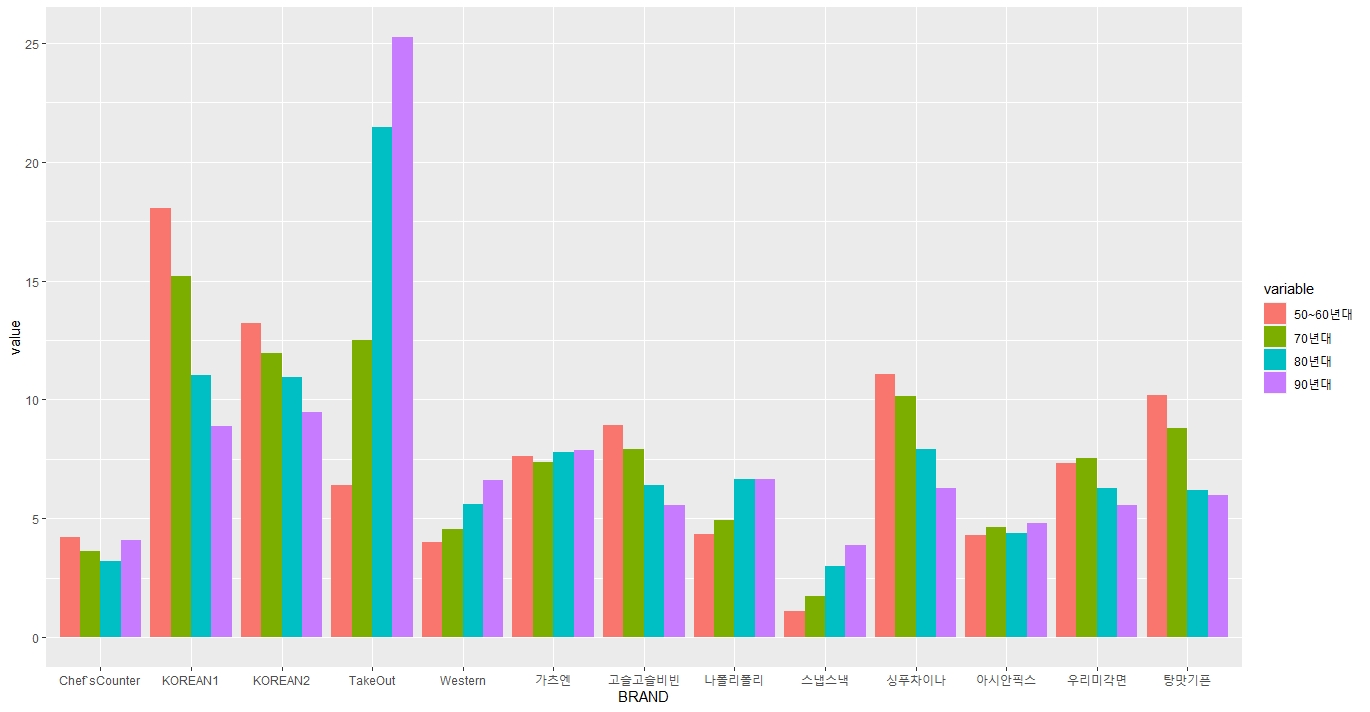 value
25
20
15
10
5
0
Chef`sCounter KOREAN1 KOREAN2 TakeOut Western 가츠엔 고슬고슬비빈 나폴리폴리 스냅스낵 싱푸차이나 아시안픽스 우리미각면 탕맛기픈
BRAND
variable
50~60년대
70년대
80년대
90년대